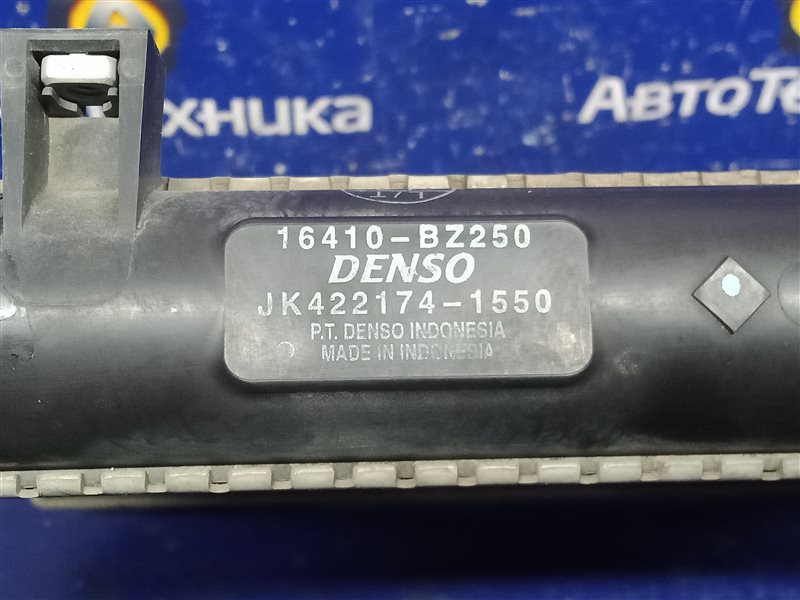 ХНИКА
АВТОТЕ
16410-BZ250
DENSO
JK422174-1550
P.T. DENSO INDONESIA
MADE IN INDONESIA